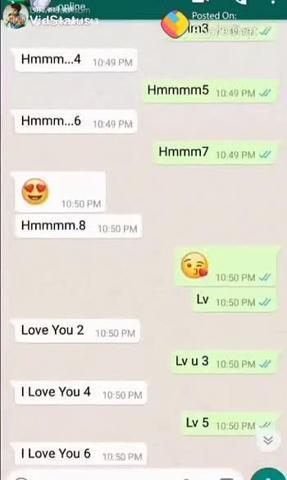 online
VidStatus
Posted On:
ShareChat
Hmmm...4 10:49 PM
Hmmmm5 10:49 PM
Hmmm...6 10:49 PM
Hmmm7 10:49 PM
😍 10:50 PM
Hmmmm.8 10:50 PM
😘 10:50 PM
Lv 10:50 PM
Love You 2 10:50 PM
Lv u 3 10:50 PM
I Love You 4 10:50 PM
Lv 5 10:50 PM
I Love You 6 10:50 PM